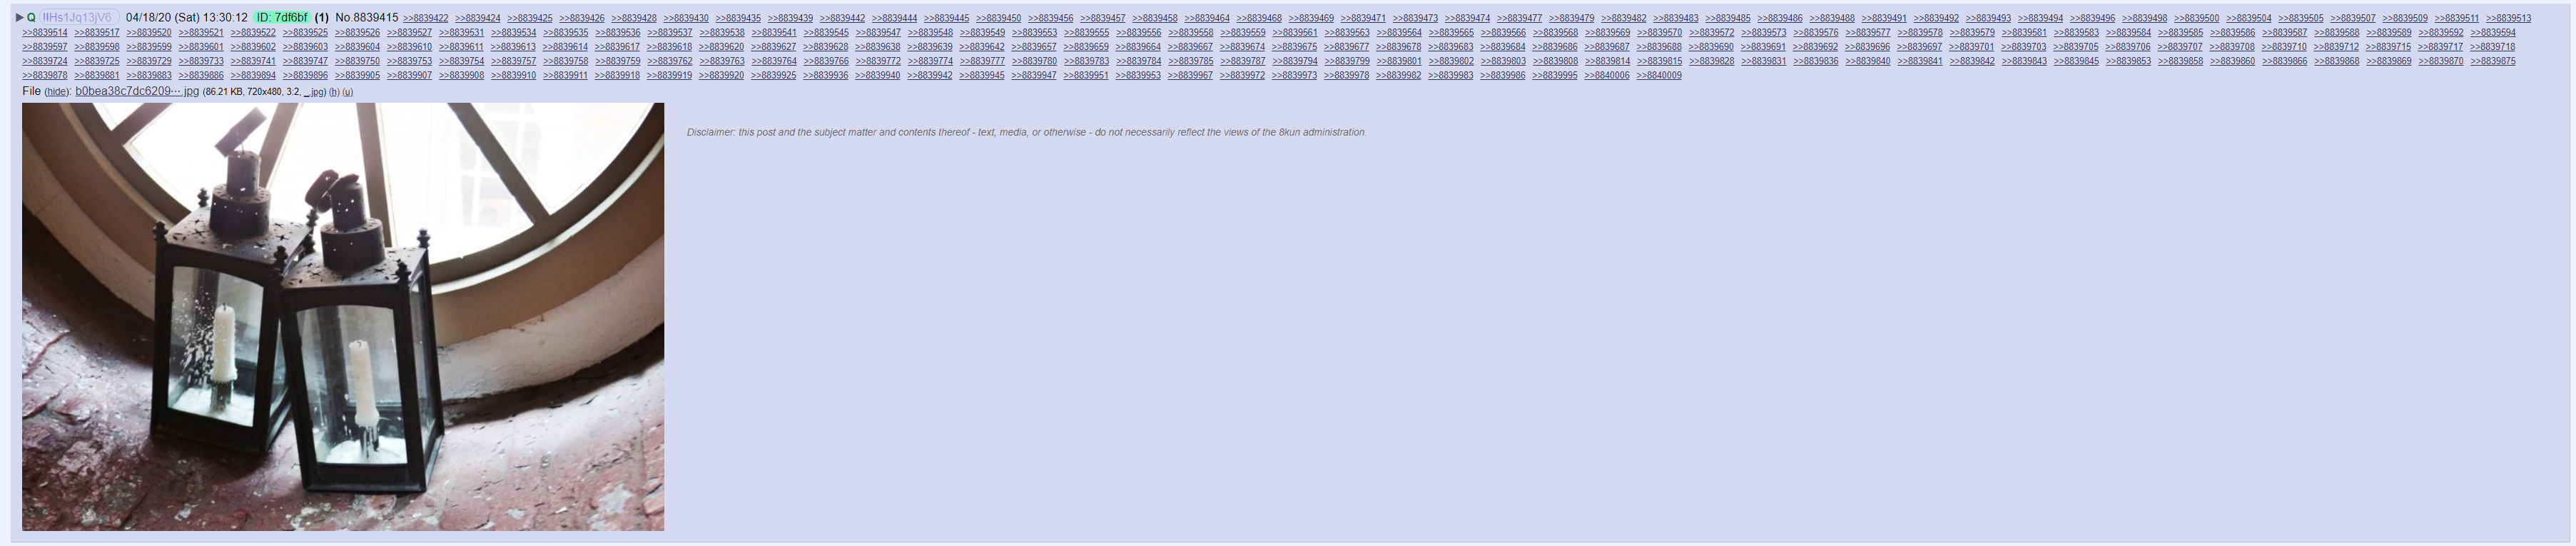 ▶ Q !!Hs1Jq13jV6 04/18/20 (Sat) 13:30:12 ID: 7df6bf (1) No.8839415 >>8839422 >>8839424 >>8839425 >>8839426 >>8839428 >>8839430 >>8839435 >>8839439 >>8839442 >>8839444 >>8839445 >>8839450 >>8839456 >>8839457 >>8839458 >>8839464 >>8839468 >>8839469 >>8839471 >>8839473 >>8839474 >>8839477 >>8839479 >>8839482 >>8839483 >>8839485 >>8839486 >>8839488 >>8839491 >>8839492 >>8839493 >>8839494 >>8839496 >>8839498 >>8839500 >>8839504 >>8839505 >>8839507 >>8839509 >>8839511 >>8839513
>>8839514 >>8839517 >>8839520 >>8839521 >>8839522 >>8839525 >>8839526 >>8839527 >>8839531 >>8839534 >>8839535 >>8839536 >>8839537 >>8839538 >>8839541 >>8839545 >>8839547 >>8839548 >>8839549 >>8839553 >>8839555 >>8839556 >>8839558 >>8839559 >>8839561 >>8839563 >>8839564 >>8839565 >>8839566 >>8839568 >>8839569 >>8839570 >>8839572 >>8839573 >>8839576 >>8839577 >>8839578 >>8839579 >>8839581 >>8839583 >>8839584 >>8839585 >>8839586 >>8839587 >>8839588 >>8839589 >>8839592 >>8839594
>>8839597 >>8839598 >>8839599 >>8839601 >>8839602 >>8839603 >>8839604 >>8839610 >>8839611 >>8839613 >>8839614 >>8839617 >>8839618 >>8839620 >>8839627 >>8839628 >>8839638 >>8839639 >>8839642 >>8839657 >>8839659 >>8839664 >>8839667 >>8839674 >>8839675 >>8839677 >>8839678 >>8839683 >>8839684 >>8839686 >>8839687 >>8839688 >>8839690 >>8839691 >>8839692 >>8839696 >>8839697 >>8839701 >>8839703 >>8839705 >>8839706 >>8839707 >>8839708 >>8839710 >>8839712 >>8839715 >>8839717 >>8839718
>>8839724 >>8839725 >>8839729 >>8839733 >>8839741 >>8839747 >>8839750 >>8839753 >>8839754 >>8839757 >>8839758 >>8839759 >>8839762 >>8839763 >>8839764 >>8839766 >>8839772 >>8839774 >>8839777 >>8839780 >>8839783 >>8839784 >>8839785 >>8839787 >>8839794 >>8839799 >>8839801 >>8839802 >>8839803 >>8839808 >>8839814 >>8839815 >>8839828 >>8839831 >>8839836 >>8839840 >>8839841 >>8839842 >>8839843 >>8839845 >>8839853 >>8839858 >>8839860 >>8839866 >>8839868 >>8839869 >>8839870 >>8839875
>>8839878 >>8839881 >>8839883 >>8839886 >>8839894 >>8839896 >>8839905 >>8839907 >>8839908 >>8839910 >>8839911 >>8839918 >>8839919 >>8839920 >>8839925 >>8839936 >>8839940 >>8839942 >>8839945 >>8839947 >>8839951 >>8839953 >>8839967 >>8839972 >>8839973 >>8839978 >>8839982 >>8839983 >>8839986 >>8839995 >>8840006 >>8840009
File (hide): b0bea38c7dc6209⋯.jpg (86.21 KB, 720x480, 3:2, _.jpg) (h) (u)
Disclaimer: this post and the subject matter and contents thereof - text, media, or otherwise - do not necessarily reflect the views of the 8kun administration.